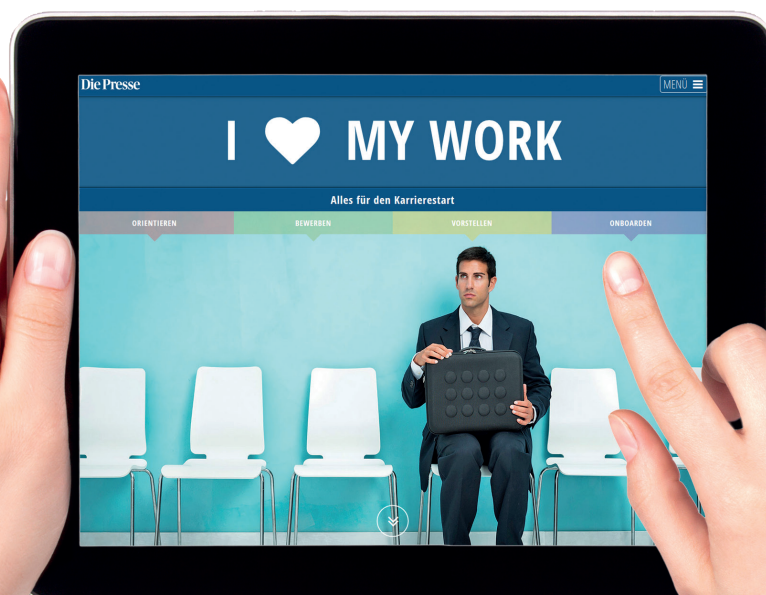 Die Presse
MENÜ
I ♥ MY WORK
Alles für den Karrierestart
ORIENTIEREN
BEWERBEN
VORSTELLEN
ONBOARDEN